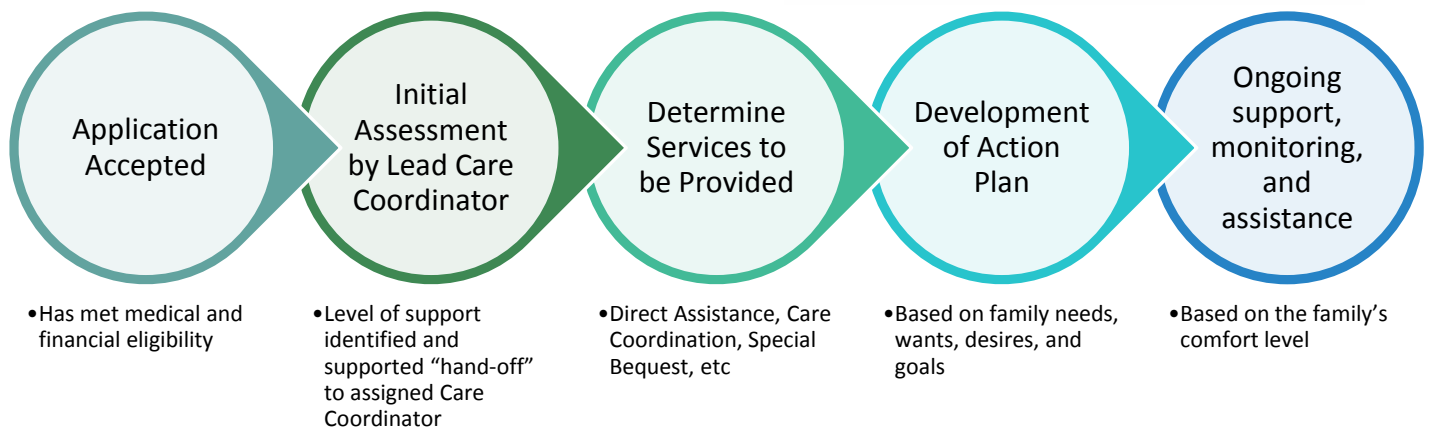 Application
Accepted
•Has met medical and
financial eligibility
Initial
Assessment
by Lead Care
Coordinator
•Level of support
identified and
supported “hand-off”
to assigned Care
Coordinator
Determine
Services to
be Provided
•Direct Assistance, Care
Coordination, Special
Bequest, etc
Development
of Action
Plan
•Based on family needs,
wants, desires, and
goals
Ongoing
support,
monitoring,
and
assistance
•Based on the family’s
comfort level